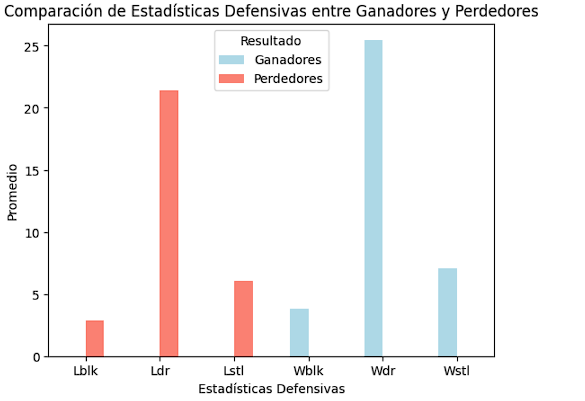 Comparación de Estadísticas Defensivas entre Ganadores y Perdedores
Resultado
Ganadores
Perdedores
Promedio
25
20
15
10
5
0
Lblk Ldr Lstl Wblk Wdr Wstl
Estadísticas Defensivas